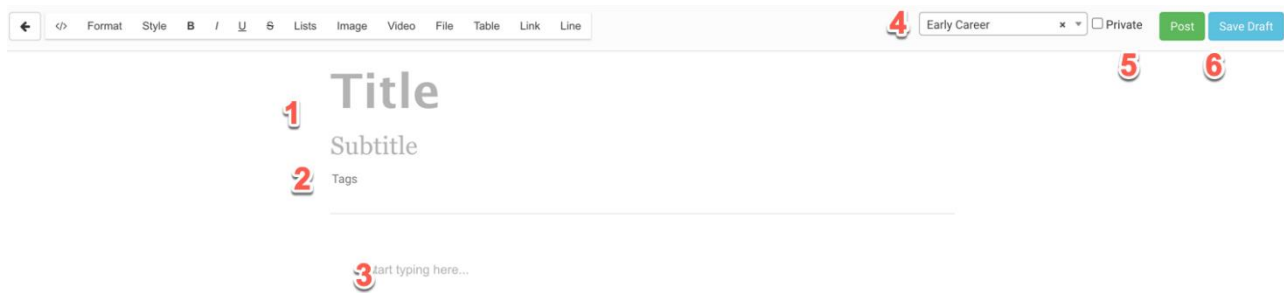 </> Format Style B I U S Lists Image Video File Table Link Line 4 Early Career × Private Post Save Draft
5 6
Title
1
Subtitle
2 Tags
3 tart typing here...